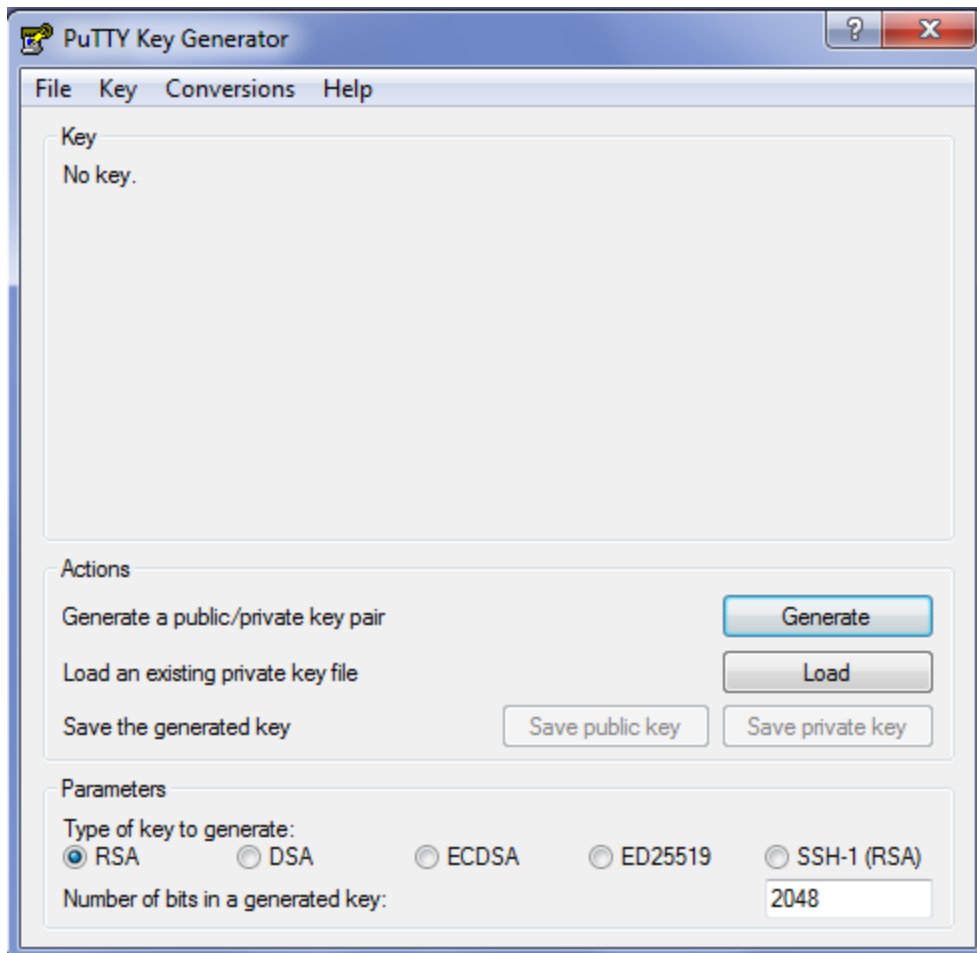 PuTTY Key Generator
? X
File Key Conversions Help
Key
No key.
Actions
Generate a public/private key pair Generate
Load an existing private key file Load
Save the generated key Save public key Save private key
Parameters
Type of key to generate:
RSA DSA ECDSA ED25519 SSH-1 (RSA)
Number of bits in a generated key: 2048